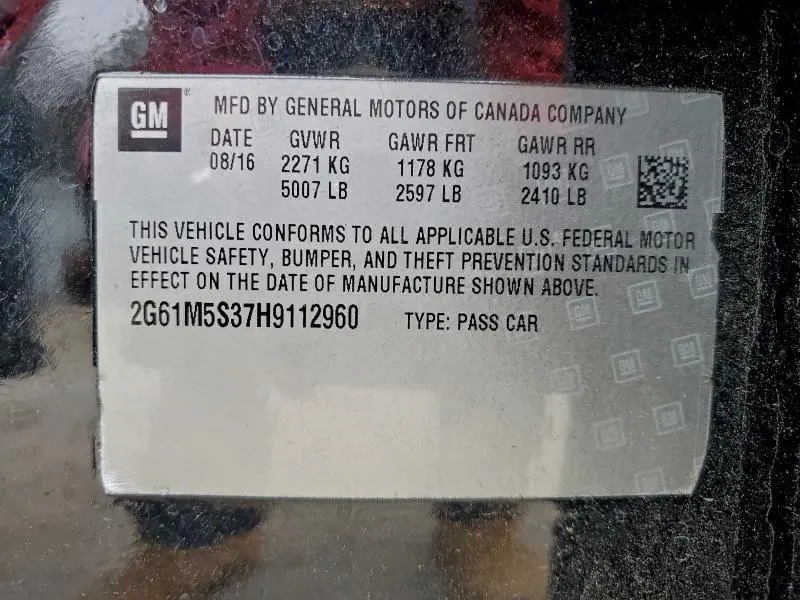 GM ® MFD BY GENERAL MOTORS OF CANADA COMPANY
DATE GVWR GAWR FRT GAWR RR
08/16 2271 KG 1178 KG 1093 KG
5007 LB 2597 LB 2410 LB
THIS VEHICLE CONFORMS TO ALL APPLICABLE U.S. FEDERAL MOTOR
VEHICLE SAFETY, BUMPER, AND THEFT PREVENTION STANDARDS IN
EFFECT ON THE DATE OF MANUFACTURE SHOWN ABOVE.
2G61M5S37H9112960 TYPE: PASS CAR